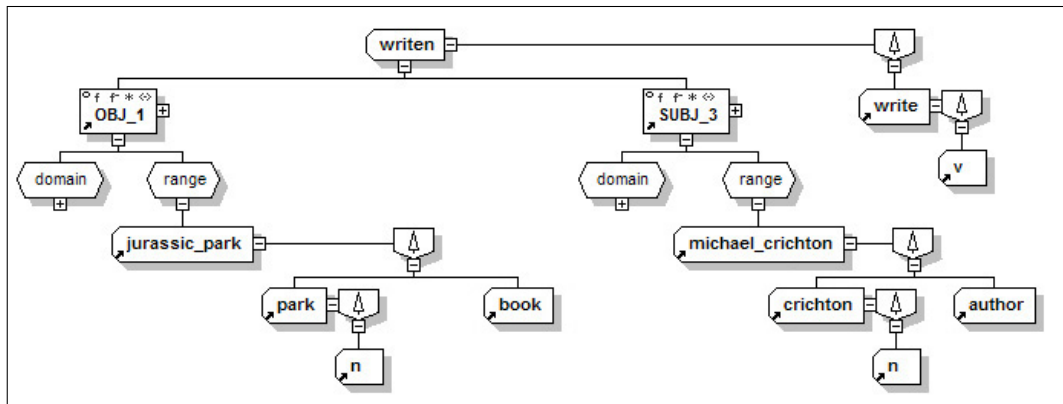 writen
write
v
o f f- * <->
OBJ_1
o f f- * <->
SUBJ_3
domain
range
domain
range
jurassic_park
michael_crichton
park
book
crichton
author
n
n